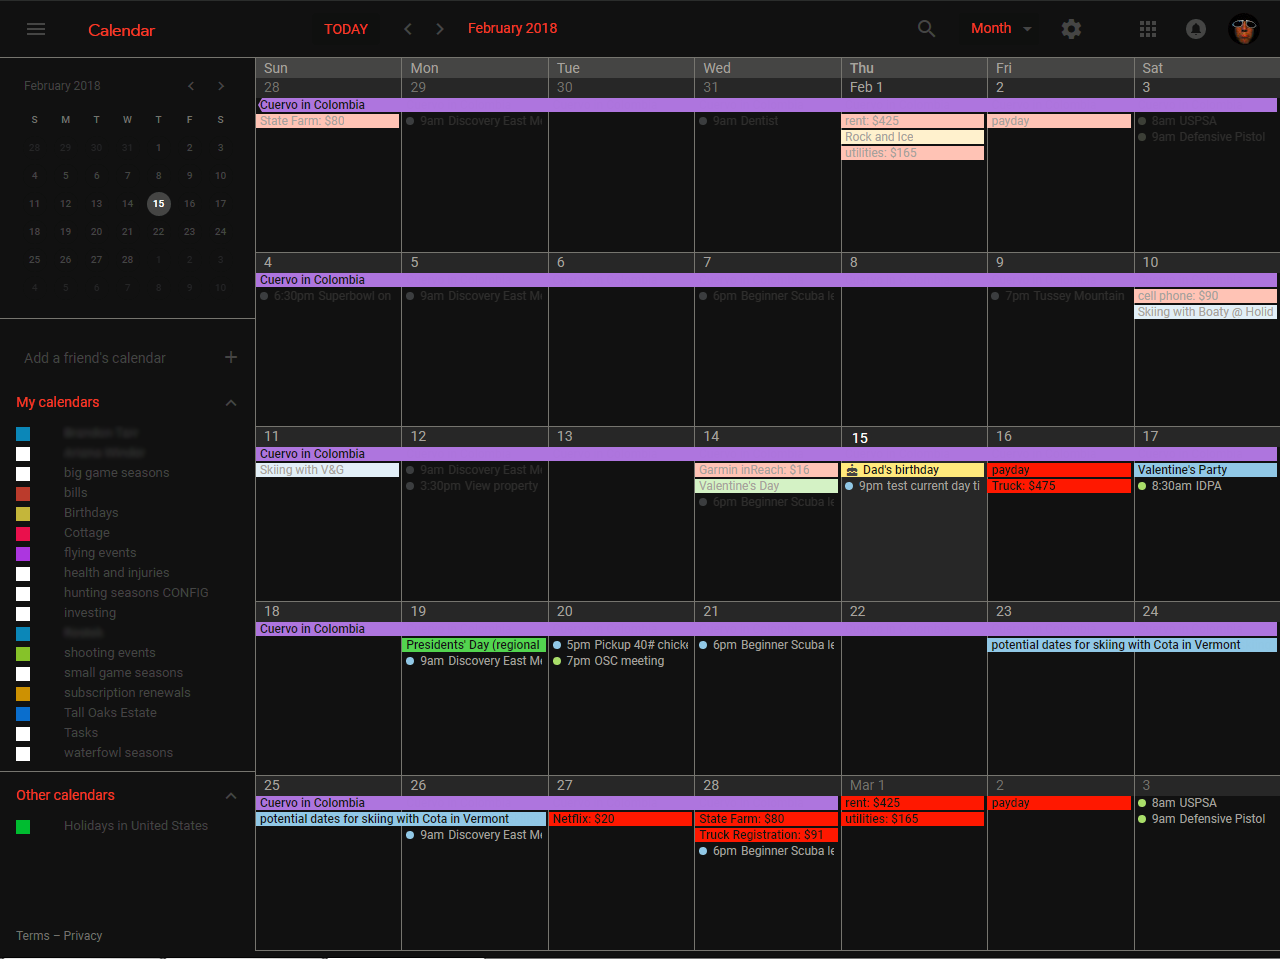 Calendar
TODAY
February 2018
Month
February 2018
S M T W T F S
28 29 30 31 1 2 3
4 5 6 7 8 9 10
11 12 13 14 15 16 17
18 19 20 21 22 23 24
25 26 27 28 1 2 3
4 5 6 7 8 9 10
Add a friend's calendar
My calendars
big game seasons
bills
Birthdays
Cottage
flying events
health and injuries
hunting seasons CONFIG
investing
shooting events
small game seasons
subscription renewals
Tall Oaks Estate
Tasks
waterfowl seasons
Other calendars
Holidays in United States
Terms – Privacy
Sun Mon Tue Wed Thu Fri Sat
28 29 30 31 Feb 1 2 3
Cuervo in Colombia
State Farm: $80
9am Discovery East Me
9am Dentist
rent: $425
Rock and Ice
utilities: $165
payday
8am USPSA
9am Defensive Pistol
4 5 6 7 8 9 10
Cuervo in Colombia
6:30pm Superbowl on
9am Discovery East Me
6pm Beginner Scuba le
7pm Tussey Mountain
cell phone: $90
Skiing with Boaty @ Holid
11 12 13 14 15 16 17
Cuervo in Colombia
Skiing with V&G
9am Discovery East Me
3:30pm View property
Garmin inReach: $16
Valentine's Day
6pm Beginner Scuba le
Dad's birthday
9pm test current day ti
payday
Truck: $475
Valentine's Party
8:30am IDPA
18 19 20 21 22 23 24
Cuervo in Colombia
Presidents' Day (regional
9am Discovery East Me
5pm Pickup 40# chicke
7pm OSC meeting
6pm Beginner Scuba le
potential dates for skiing with Cota in Vermont
25 26 27 28 Mar 1 2 3
Cuervo in Colombia
potential dates for skiing with Cota in Vermont
9am Discovery East Me
Netflix: $20
State Farm: $80
Truck Registration: $91
6pm Beginner Scuba le
rent: $425
utilities: $165
payday
8am USPSA
9am Defensive Pistol